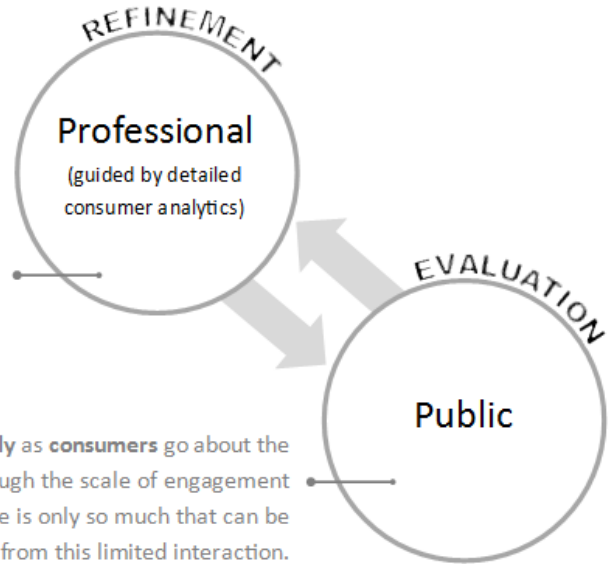 REFINEMENT
Professional
(guided by detailed
consumer analytics)
EVALUATION
Public
as consumers go about the
the scale of engagement
is only so much that can be
from this limited interaction.